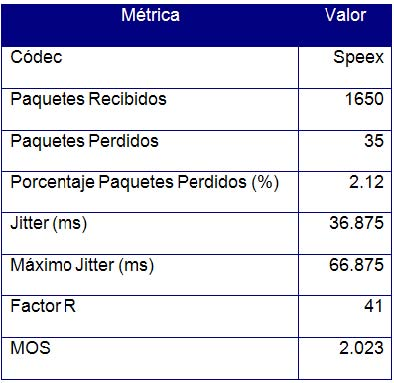 Métrica Valor
Códec Speex
Paquetes Recibidos 1650
Paquetes Perdidos 35
Porcentaje Paquetes Perdidos (%) 2.12
Jitter (ms) 36.875
Máximo Jitter (ms) 66.875
Factor R 41
MOS 2.023